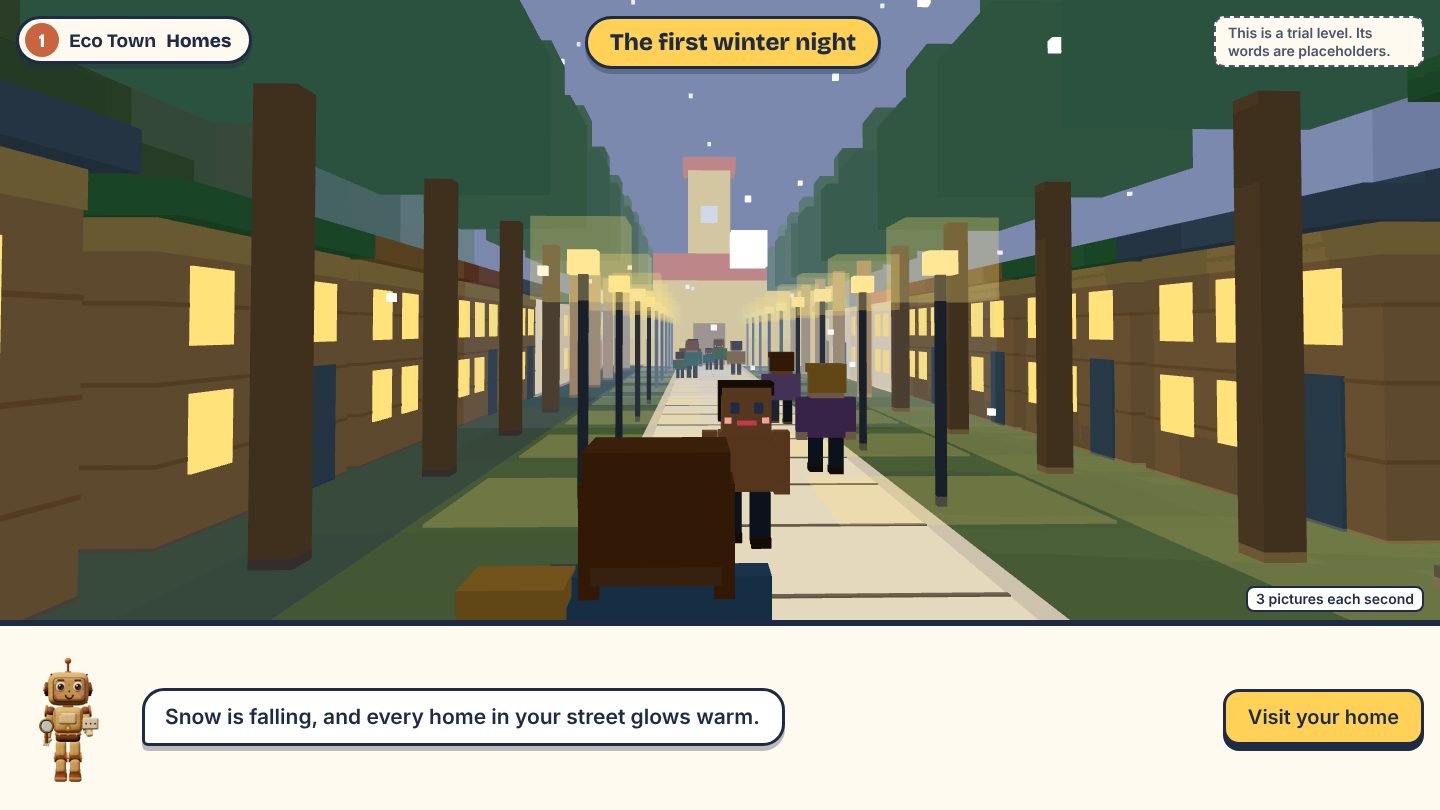 1 Eco Town Homes
The first winter night
This is a trial level. Its
words are placeholders.
3 pictures each second
Snow is falling, and every home in your street glows warm.
Visit your home